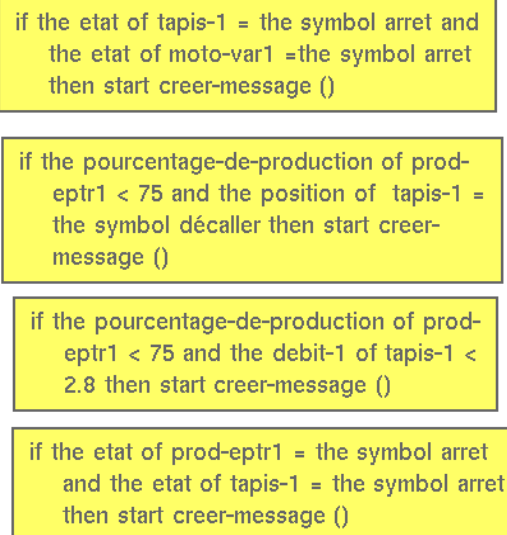 if the etat of tapis-1 = the symbol arret and
the etat of moto-var1 =the symbol arret
then start creer-message ()
if the pourcentage-de-production of prod-
eptr1 < 75 and the position of tapis-1 =
the symbol décaller then start creer-
message ()
if the pourcentage-de-production of prod-
eptr1 < 75 and the debit-1 of tapis-1 <
2.8 then start creer-message ()
if the etat of prod-eptr1 = the symbol arret
and the etat of tapis-1 = the symbol arret
then start creer-message ()